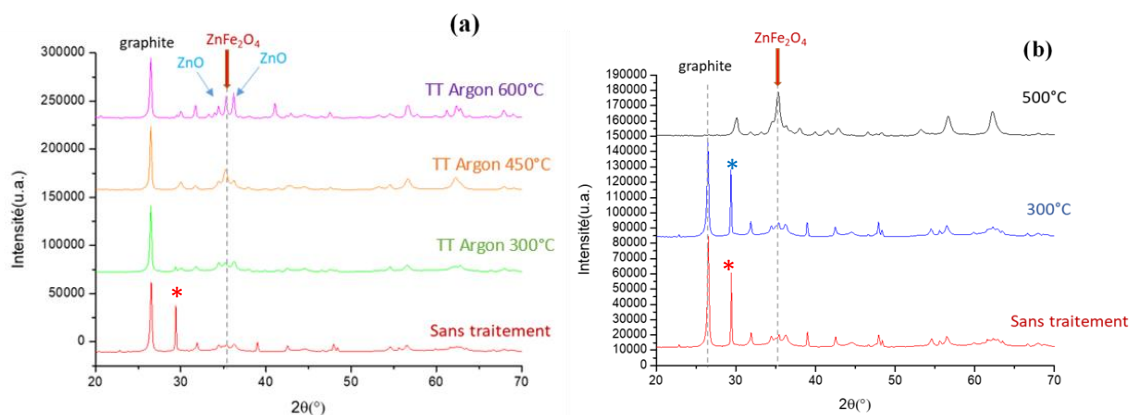 (a)
ZnFe₂O₄
graphite
ZnO
ZnO
TT Argon 600°C
TT Argon 450°C
TT Argon 300°C
*
Sans traitement
300000
250000
200000
150000
100000
50000
0
Intensité(u.a.)
20 30 40 50 60 70
2θ(°)
(b)
ZnFe₂O₄
graphite
500°C
*
300°C
*
Sans traitement
190000
180000
170000
160000
150000
140000
130000
120000
110000
100000
90000
80000
70000
60000
50000
40000
30000
20000
10000
Intensité(u.a.)
20 30 40 50 60 70
2θ(°)